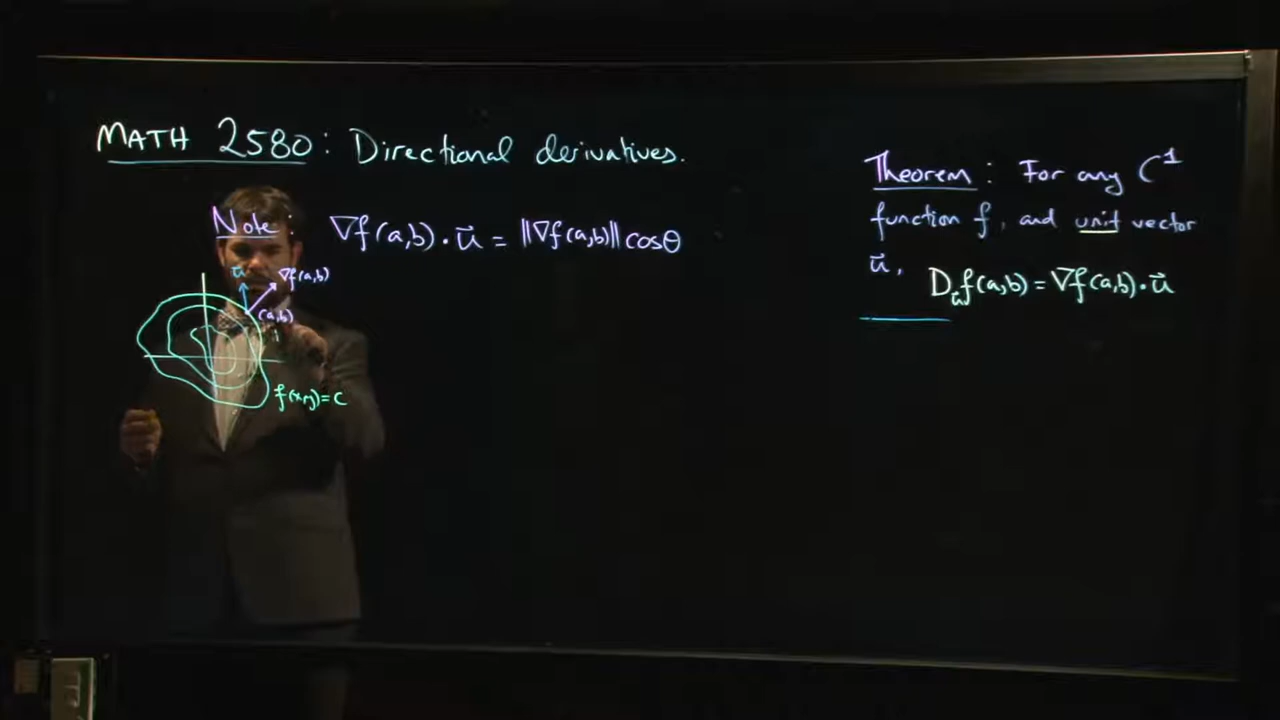 MATH 2580: Directional derivatives.
Note: ∇f(a,b)·u⃗ = ‖∇f(a,b)‖ cosθ
u⃗ ∇f(a,b)
(a,b)
f(x,y)=C
Theorem: For any C¹
function f, and unit vector
u⃗,
D_u⃗ f(a,b) = ∇f(a,b)·u⃗